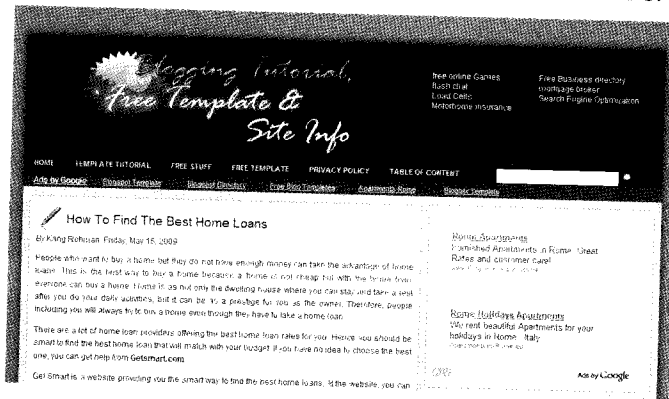 Blogging Tutorial,
Free Template &
Site Info
free online Games
flash chat
Load Cells
Motorhome insurance
Free Business directory
mortgage broker
Search Engine Optimization
HOME TEMPLATE TUTORIAL FREE STUFF FREE TEMPLATE PRIVACY POLICY TABLE OF CONTENT
Ads by Google Blogspot Template Blogspot Directory Free Blog Templates Apartments Rome Blogger Template
How To Find The Best Home Loans
By Kang Rohman Friday, May 15, 2009
People who want to buy a home but they do not have enough money can take the advantage of home
loans. This is the best way to buy a home because a home is not cheap but with the home loan
everyone can buy a home. Home is as not only the dwelling house where you can stay and take a rest
after you do your daily activities, but it can be as a prestige for you as the owner. Therefore, people
including you will always try to buy a home even though they have to take a home loan.
There are a lot of home loan providers offering the best home loan rates for you. Hence you should be
smart to find the best home loan that will match with your budget. If you have no idea to choose the best
one, you can get help from Getsmart.com
Get Smart is a website providing you the smart way to find the best home loans. In the website, you can
Rome Apartments
Furnished Apartments in Rome. Great
Rates and customer care!
Rome Holidays Apartments
We rent beautiful Apartments for your
holidays in Rome - Italy
Ads by Google